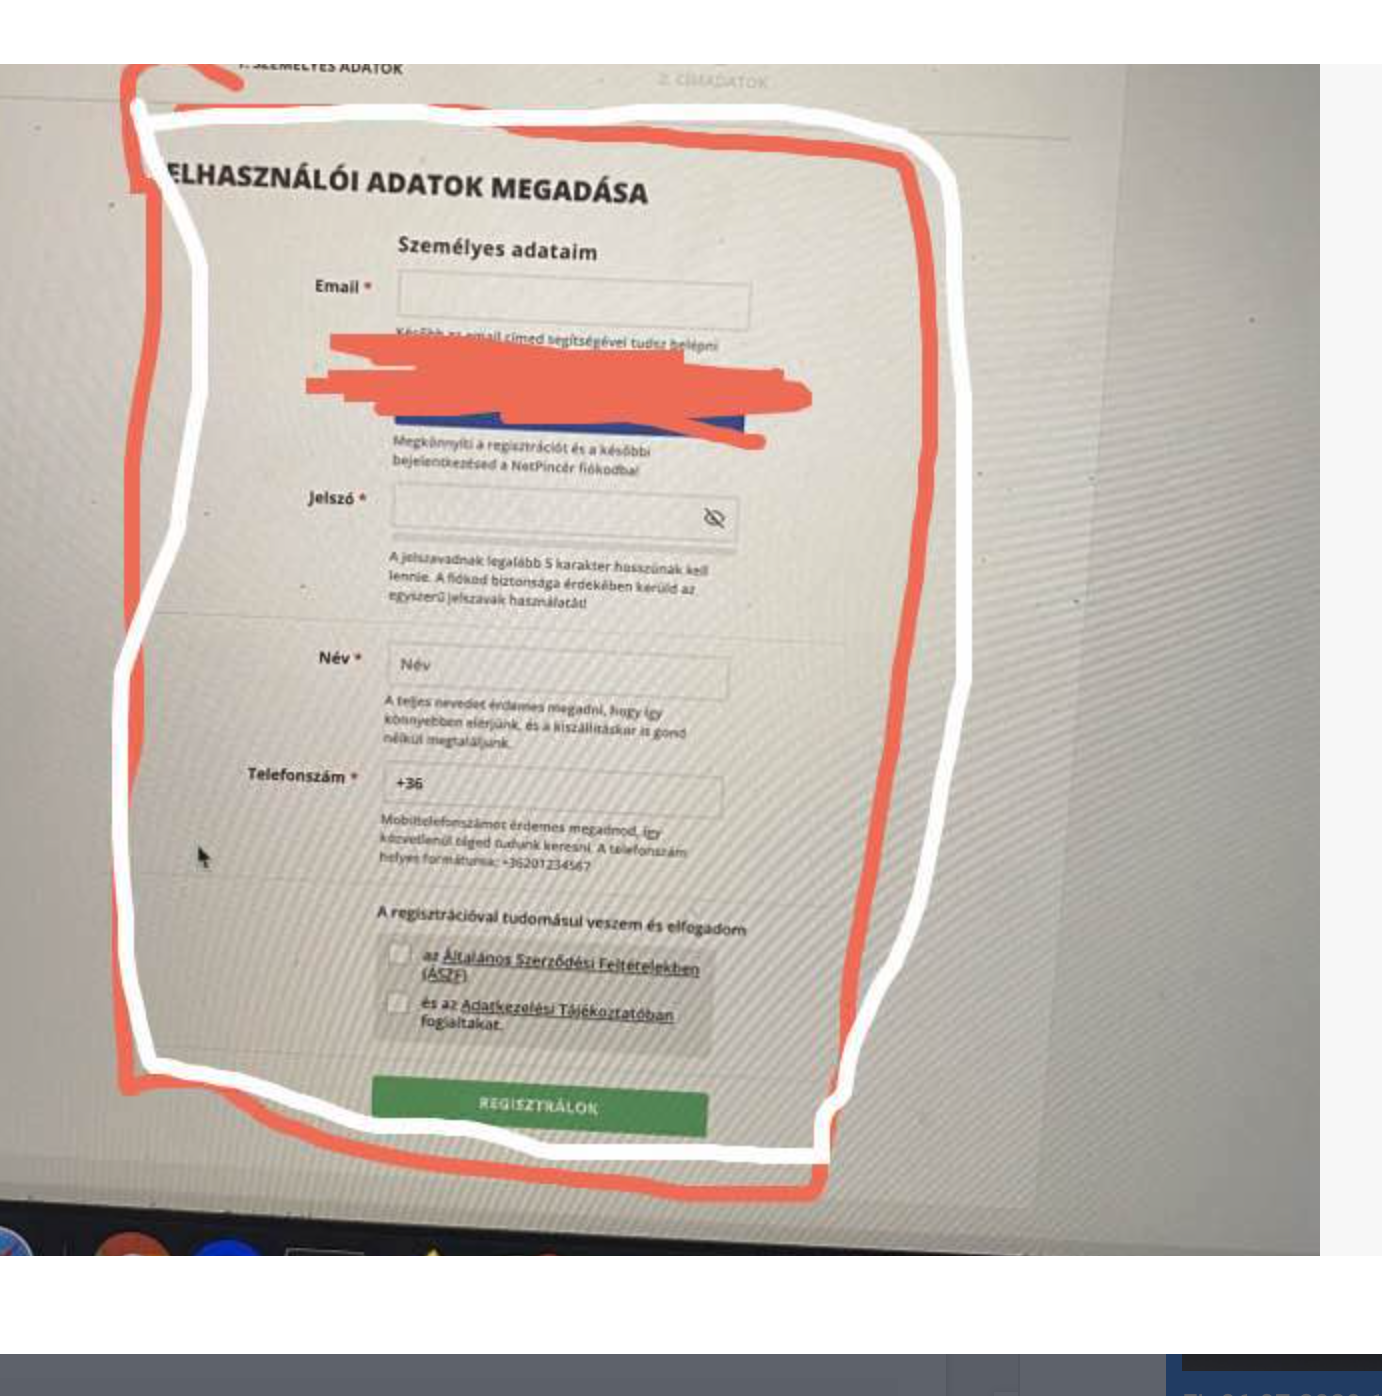 1. SZEMÉLYES ADATOK
2. CÍMADATOK
ELHASZNÁLÓI ADATOK MEGADÁSA
Személyes adataim
Email *
Később az email címed segítségével tudsz belépni
Megkönnyíti a regisztrációt és a későbbi
bejelentkezésed a NetPincér fiókodba!
Jelszó *
A jelszavadnak legalább 5 karakter hosszúnak kell
lennie. A fiókod biztonsága érdekében kerüld az
egyszerű jelszavak használatát!
Név *
Név
A teljes nevedet érdemes megadni, hogy így
könnyebben elérjünk, és a kiszállításkor is gond
nélkül megtaláljunk.
Telefonszám *
+36
Mobiltelefonszámot érdemes megadnod, így
közvetlenül téged tudunk keresni. A telefonszám
helyes formátuma: +36201234567
A regisztrációval tudomásul veszem és elfogadom
az Általános Szerződési Feltételekben
(ÁSZF)
és az Adatkezelési Tájékoztatóban
foglaltakat.
REGISZTRÁLOK